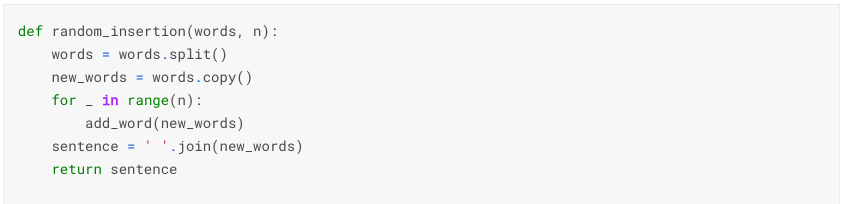 def random_insertion(words, n):
    words = words.split()
    new_words = words.copy()
    for _ in range(n):
        add_word(new_words)
    sentence = ' '.join(new_words)
    return sentence